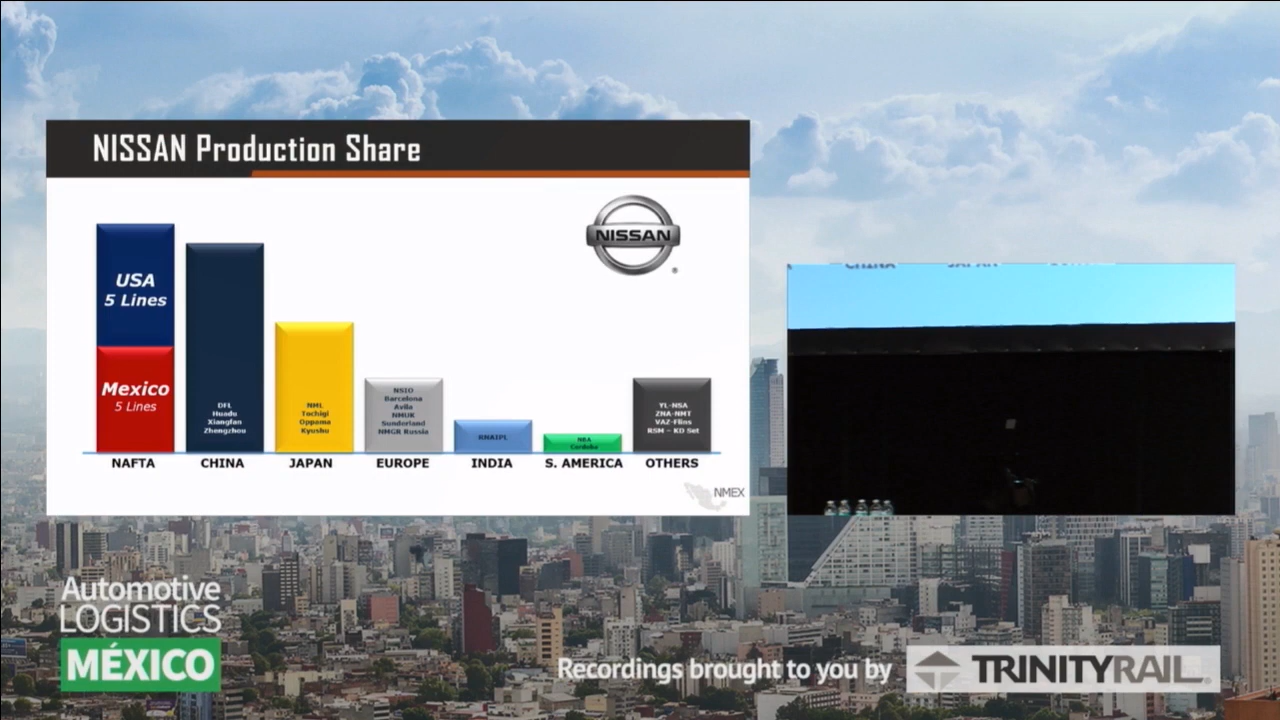 NISSAN Production Share
NISSAN
USA
5 Lines
Mexico
5 Lines
DFL
Huadu
Xiangfan
Zhengzhou
NML
Tochigi
Oppama
Kyushu
NSIO
Barcelona
Avila
NMUK
Sunderland
NMGR Russia
RNAIPL
NBA
Cordoba
YL-NSA
ZNA-NMT
VAZ-Flins
RSM – KD Set
NAFTA
CHINA
JAPAN
EUROPE
INDIA
S. AMERICA
OTHERS
NMEX
CHINA
JAPAN
Automotive
LOGISTICS
MÉXICO
Recordings brought to you by
TRINITYRAIL